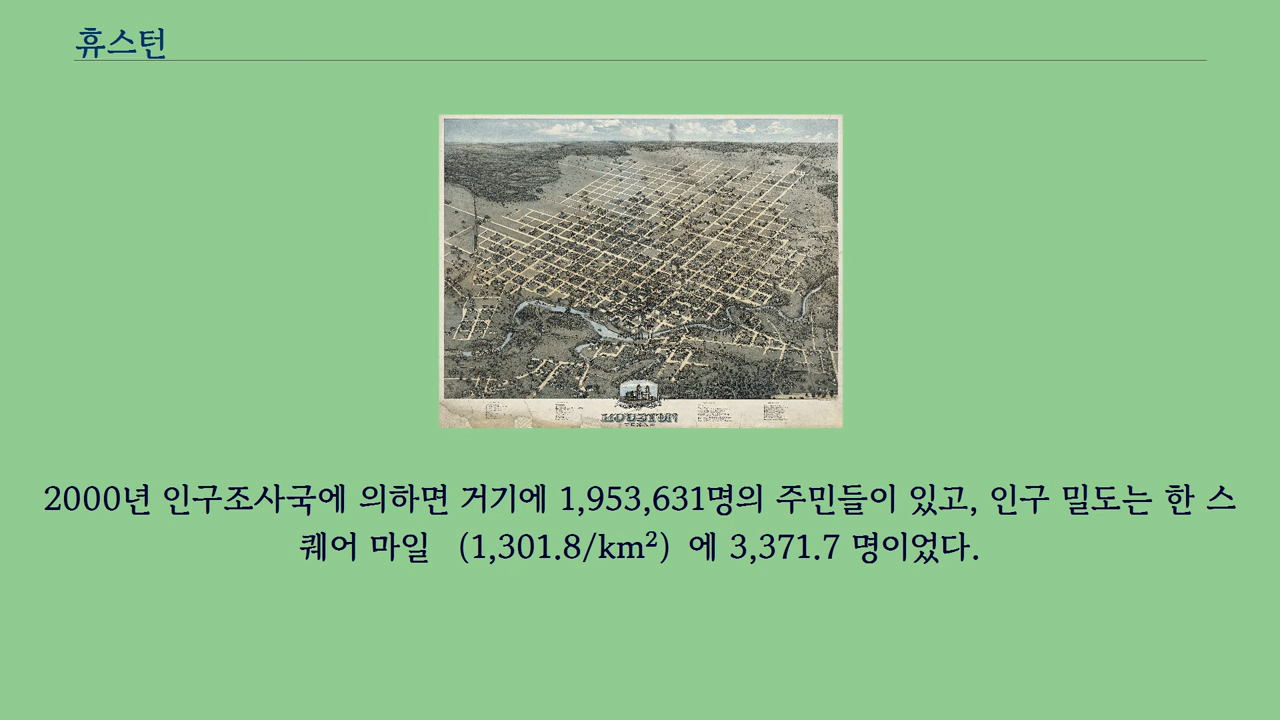 휴스턴
HOUSTON
TEXAS
2000년 인구조사국에 의하면 거기에 1,953,631명의 주민들이 있고, 인구 밀도는 한 스
퀘어 마일 (1,301.8/km²) 에 3,371.7 명이었다.